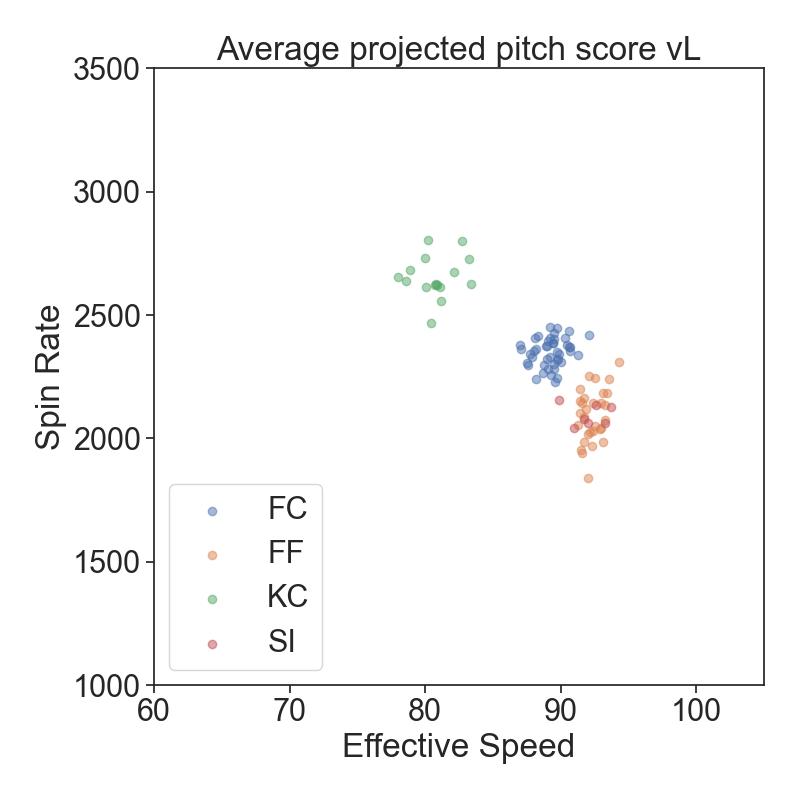 Average projected pitch score vL
3500
3000
2500
2000
1500
1000
Spin Rate
FC
FF
KC
SI
60 70 80 90 100
Effective Speed